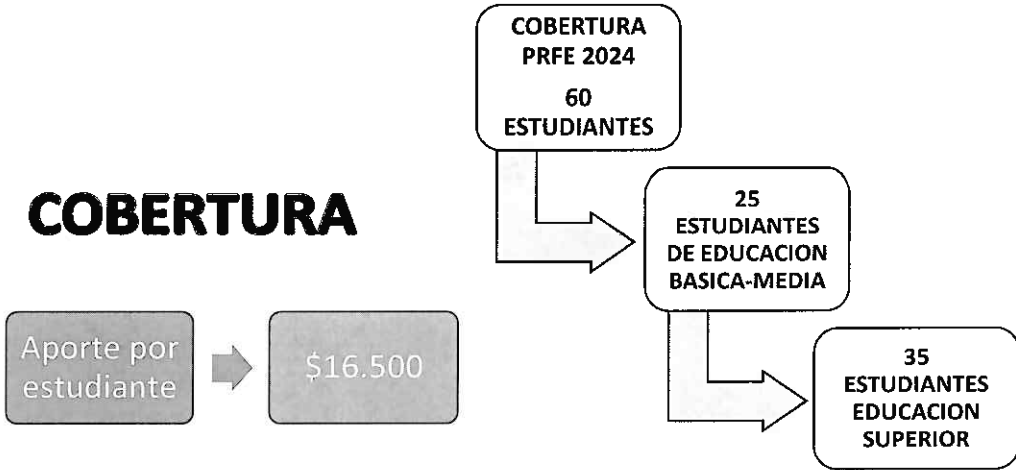 COBERTURA
PRFE 2024
60
ESTUDIANTES
COBERTURA
25
ESTUDIANTES
DE EDUCACION
BASICA-MEDIA
Aporte por
estudiante
$16.500
35
ESTUDIANTES
EDUCACION
SUPERIOR